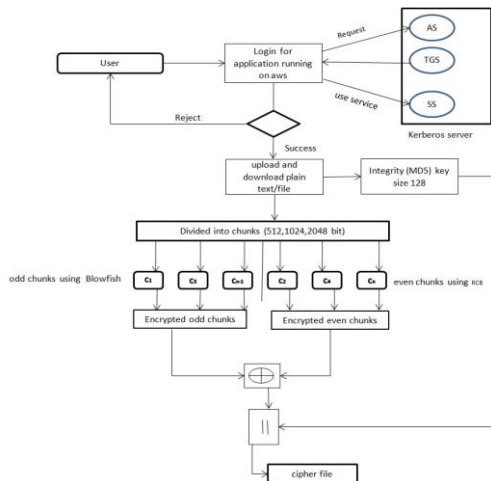 User
Login for
application running
on aws
Request
AS
TGS
SS
use service
Kerberos server
Reject
Success
upload and
download plain
text/file
Integrity (MD5) key
size 128
Divided into chunks (512,1024,2048 bit)
odd chunks using Blowfish
C1
C3
Cn-1
C2
C4
Cn
even chunks using RC6
Encrypted odd chunks
Encrypted even chunks
||
cipher file